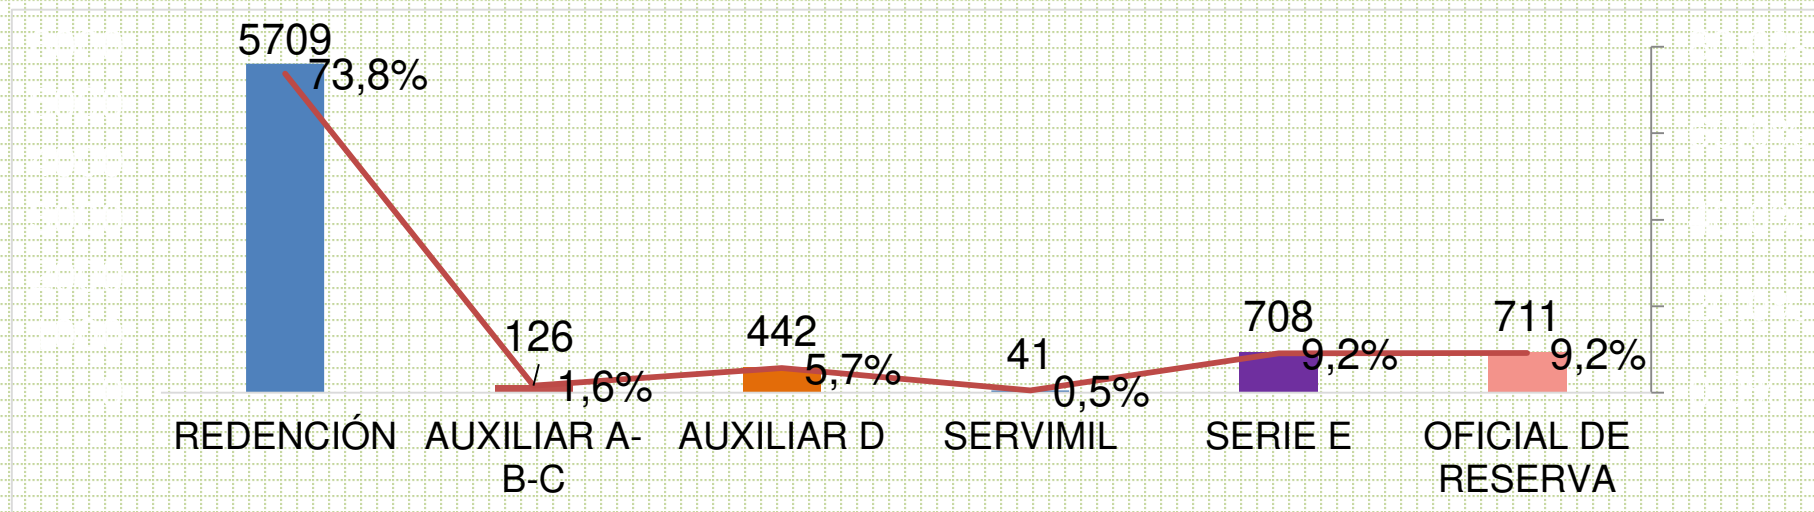 5709
73,8%
126
1,6%
442
5,7%
41
0,5%
708
9,2%
711
9,2%
REDENCIÓN
AUXILIAR A-
B-C
AUXILIAR D
SERVIMIL
SERIE E
OFICIAL DE
RESERVA